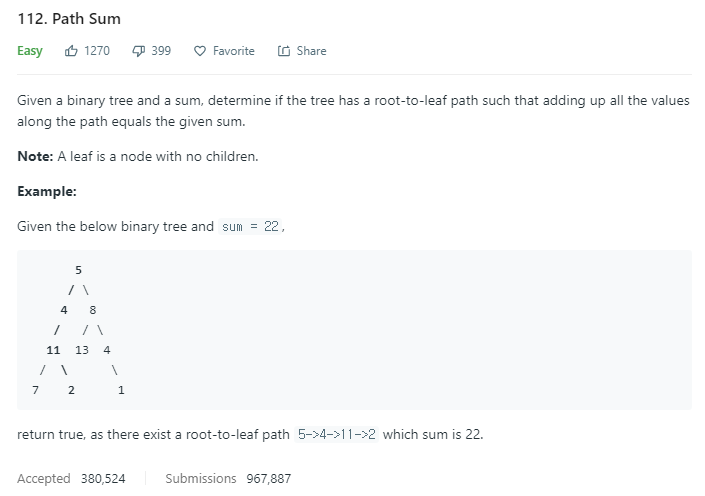 112. Path Sum
Easy 1270 399 Favorite Share
Given a binary tree and a sum, determine if the tree has a root-to-leaf path such that adding up all the values
along the path equals the given sum.
Note: A leaf is a node with no children.
Example:
Given the below binary tree and sum = 22,
      5
     / \
    4   8
   /   / \
  11  13  4
 /  \      \
7    2      1
return true, as there exist a root-to-leaf path 5->4->11->2 which sum is 22.
Accepted 380,524 Submissions 967,887